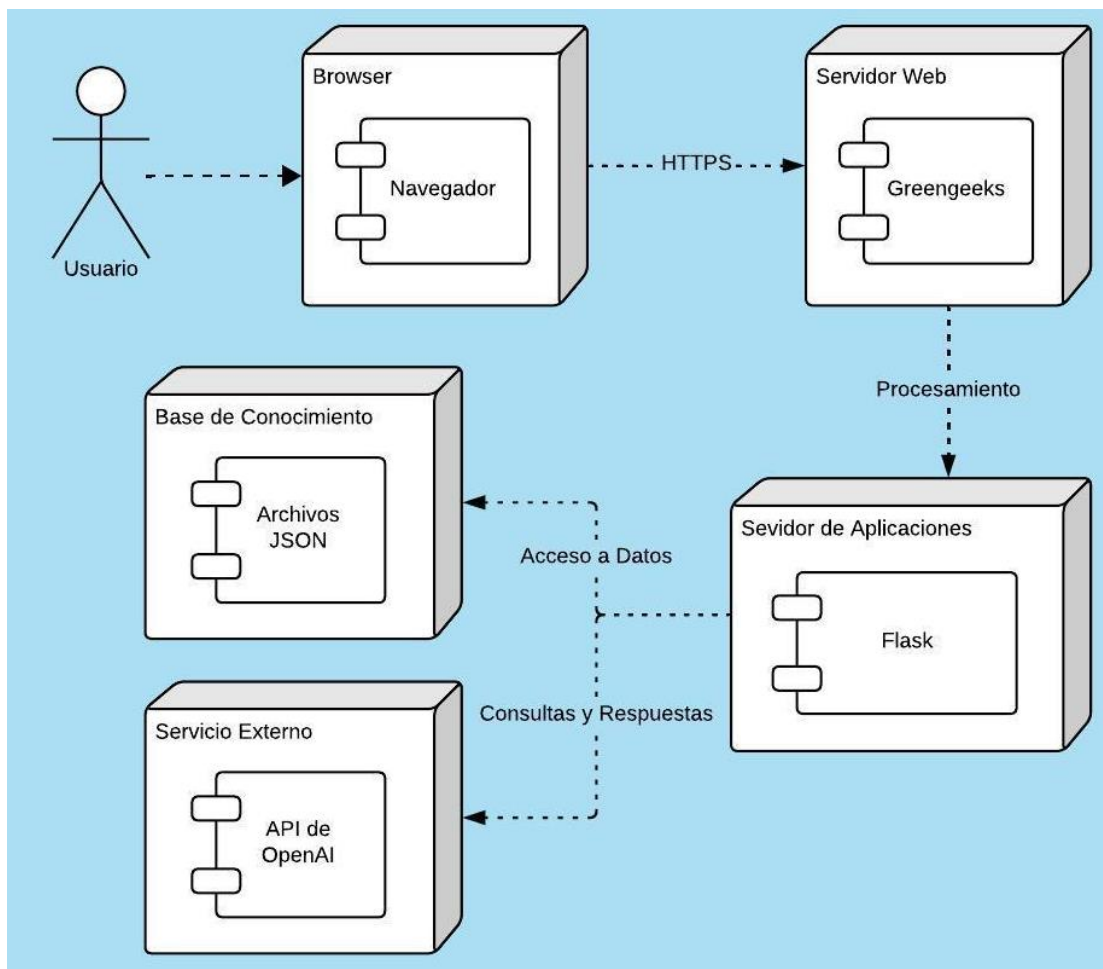 Browser
Navegador
Usuario
HTTPS
Servidor Web
Greengeeks
Procesamiento
Base de Conocimiento
Archivos
JSON
Acceso a Datos
Sevidor de Aplicaciones
Flask
Consultas y Respuestas
Servicio Externo
API de
OpenAI